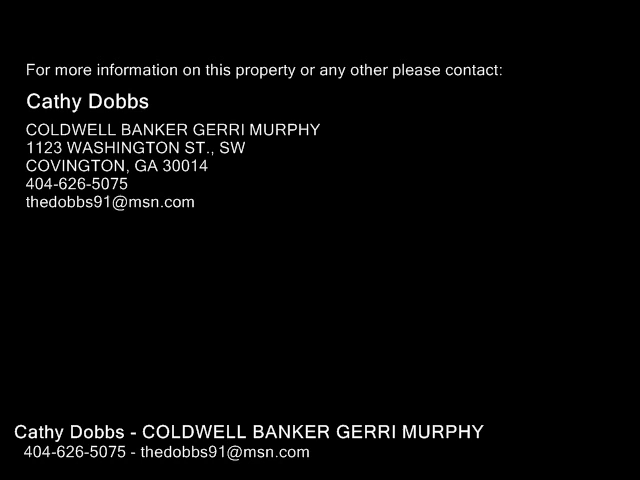 For more information on this property or any other please contact:
Cathy Dobbs
COLDWELL BANKER GERRI MURPHY
1123 WASHINGTON ST., SW
COVINGTON, GA 30014
404-626-5075
thedobbs91@msn.com
Cathy Dobbs - COLDWELL BANKER GERRI MURPHY
404-626-5075 - thedobbs91@msn.com